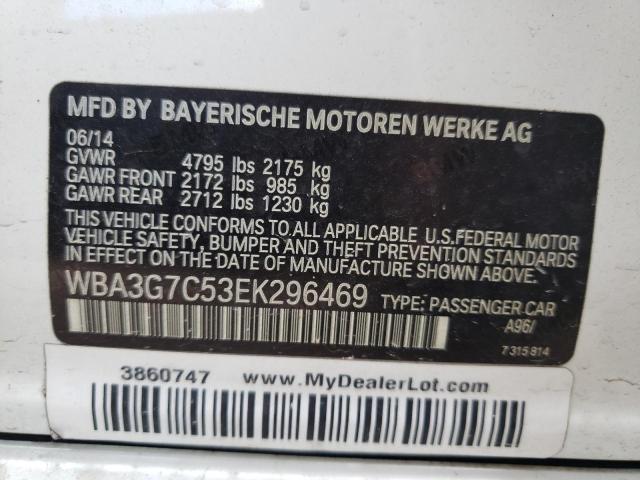 MFD BY BAYERISCHE MOTOREN WERKE AG
06/14
GVWR 4795 lbs 2175 kg
GAWR FRONT 2172 lbs 985 kg
GAWR REAR 2712 lbs 1230 kg
THIS VEHICLE CONFORMS TO ALL APPLICABLE U.S.FEDERAL MOTOR
VEHICLE SAFETY, BUMPER AND THEFT PREVENTION STANDARDS
IN EFFECT ON THE DATE OF MANUFACTURE SHOWN ABOVE.
WBA3G7C53EK296469 TYPE: PASSENGER CAR
A96/
7315814
3860747 www.MyDealerLot.com